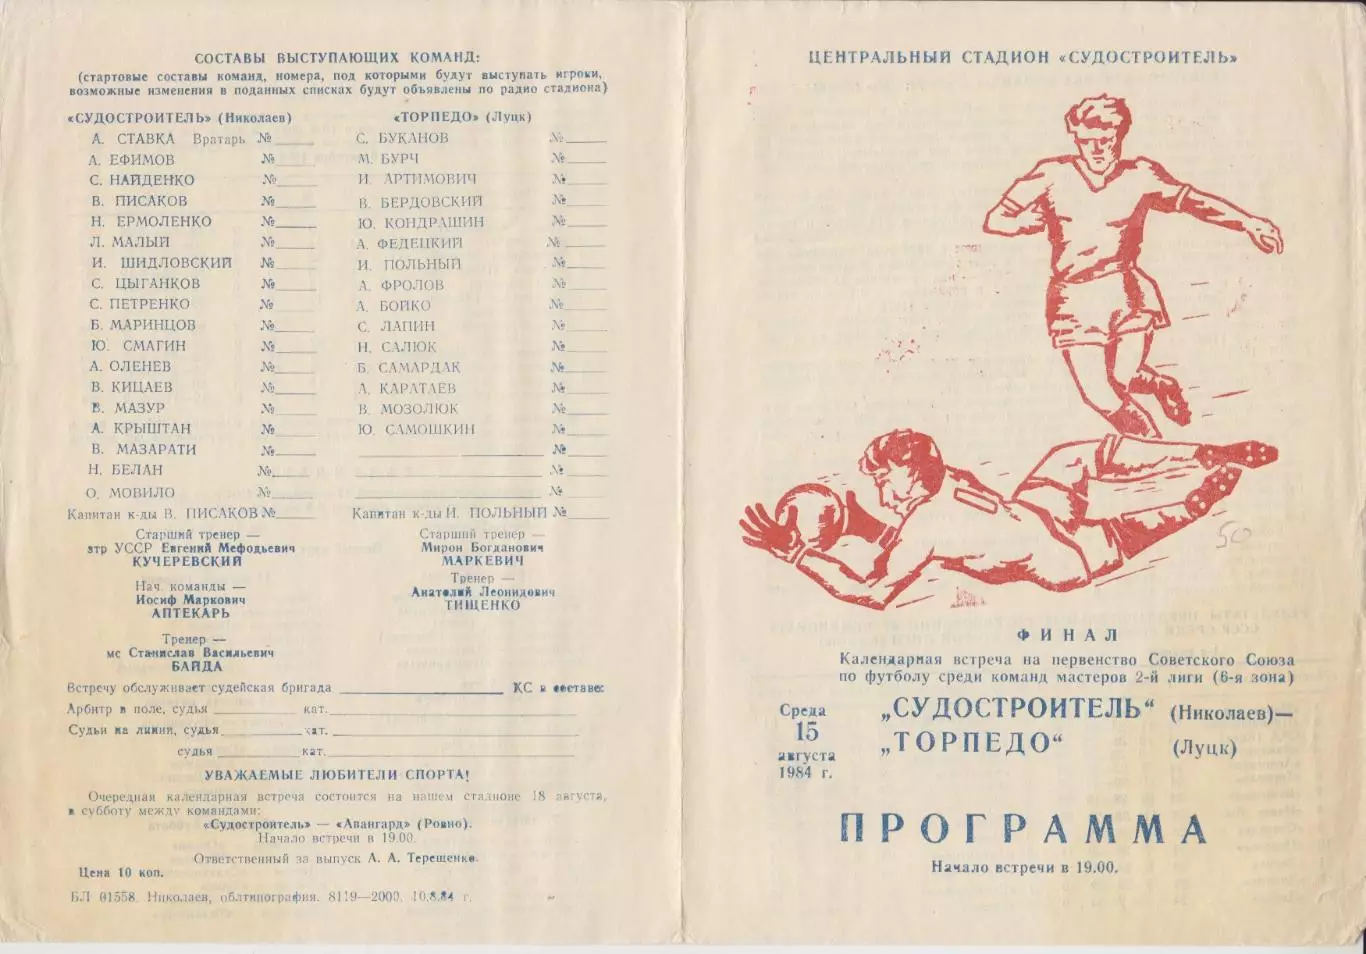 СОСТАВЫ ВЫСТУПАЮЩИХ КОМАНД:
(стартовые составы команд, номера, под которыми будут выступать игроки,
возможные изменения в поданных списках будут объявлены по радио стадиона)
«СУДОСТРОИТЕЛЬ» (Николаев)
А. СТАВКА Вратарь №
А. ЕФИМОВ №
С. НАЙДЕНКО №
В. ПИСАКОВ №
Н. ЕРМОЛЕНКО №
Л. МАЛЫЙ №
И. ШИДЛОВСКИЙ №
С. ЦЫГАНКОВ №
С. ПЕТРЕНКО №
Б. МАРИНЦОВ №
Ю. СМАГИН №
А. ОЛЕНЕВ №
В. КИЦАЕВ №
В. МАЗУР №
А. КРЫШТАН №
В. МАЗАРАТИ №
Н. БЕЛАН №
О. МОВИЛО №
Капитан к-ды В. ПИСАКОВ №
Старший тренер —
зтр УССР Евгений Мефодьевич
КУЧЕРЕВСКИЙ
Нач. команды —
Иосиф Маркович
АПТЕКАРЬ
Тренер —
мс Станислав Васильевич
БАЙДА
«ТОРПЕДО» (Луцк)
С. БУКАНОВ №
М. БУРЧ №
И. АРТИМОВИЧ №
В. БЕРДОВСКИЙ №
Ю. КОНДРАШИН №
А. ФЕДЕЦКИЙ №
И. ПОЛЬНЫЙ №
А. ФРОЛОВ №
А. БОЙКО №
С. ЛАПИН №
Н. САЛЮК №
Б. САМАРДАК №
А. КАРАТАЕВ №
В. МОЗОЛЮК №
Ю. САМОШКИН №
№
№
№
Капитан к-ды И. ПОЛЬНЫЙ №
Старший тренер —
Мирон Богданович
МАРКЕВИЧ
Тренер —
Анатолий Леонидович
ТИЩЕНКО
Встречу обслуживает судейская бригада КС в составе:
Арбитр в поле, судья кат.
Судьи на линии, судья кат.
судья кат.
УВАЖАЕМЫЕ ЛЮБИТЕЛИ СПОРТА!
Очередная календарная встреча состоится на нашем стадионе 18 августа,
в субботу между командами:
«Судостроитель» — «Авангард» (Ровно).
Начало встречи в 19.00.
Ответственный за выпуск А. А. Терещенко.
Цена 10 коп.
БЛ 01558. Николаев, облтипография. 8119—2000. 10.8.84 г.
ЦЕНТРАЛЬНЫЙ СТАДИОН «СУДОСТРОИТЕЛЬ»
50
ФИНАЛ
Календарная встреча на первенство Советского Союза
по футболу среди команд мастеров 2-й лиги (6-я зона)
Среда
15
августа
1984 г.
„СУДОСТРОИТЕЛЬ“ (Николаев)—
„ТОРПЕДО“ (Луцк)
ПРОГРАММА
Начало встречи в 19.00.